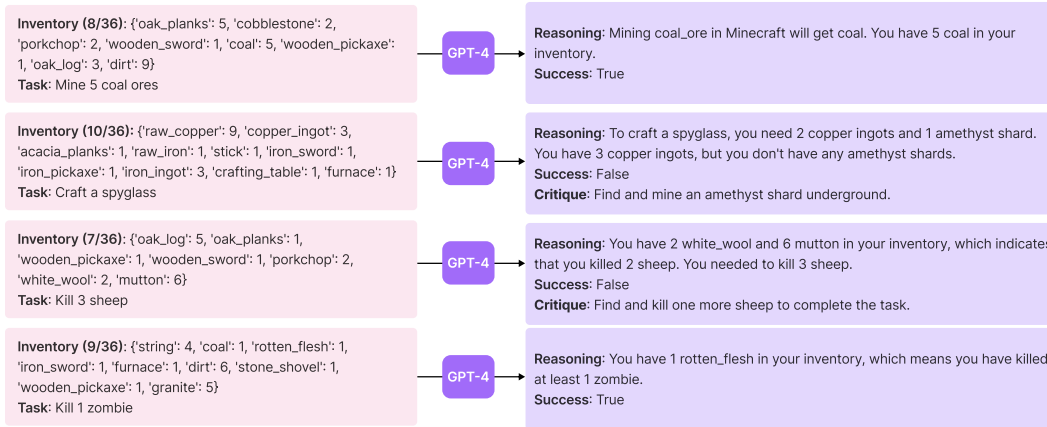 Inventory (8/36): {'oak_planks': 5, 'cobblestone': 2,
'porkchop': 2, 'wooden_sword': 1, 'coal': 5, 'wooden_pickaxe':
1, 'oak_log': 3, 'dirt': 9}
Task: Mine 5 coal ores
GPT-4
Reasoning: Mining coal_ore in Minecraft will get coal. You have 5 coal in your
inventory.
Success: True
Inventory (10/36): {'raw_copper': 9, 'copper_ingot': 3,
'acacia_planks': 1, 'raw_iron': 1, 'stick': 1, 'iron_sword': 1,
'iron_pickaxe': 1, 'iron_ingot': 3, 'crafting_table': 1, 'furnace': 1}
Task: Craft a spyglass
GPT-4
Reasoning: To craft a spyglass, you need 2 copper ingots and 1 amethyst shard.
You have 3 copper ingots, but you don't have any amethyst shards.
Success: False
Critique: Find and mine an amethyst shard underground.
Inventory (7/36): {'oak_log': 5, 'oak_planks': 1,
'wooden_pickaxe': 1, 'wooden_sword': 1, 'porkchop': 2,
'white_wool': 2, 'mutton': 6}
Task: Kill 3 sheep
GPT-4
Reasoning: You have 2 white_wool and 6 mutton in your inventory, which indicates
that you killed 2 sheep. You needed to kill 3 sheep.
Success: False
Critique: Find and kill one more sheep to complete the task.
Inventory (9/36): {'string': 4, 'coal': 1, 'rotten_flesh': 1,
'iron_sword': 1, 'furnace': 1, 'dirt': 6, 'stone_shovel': 1,
'wooden_pickaxe': 1, 'granite': 5}
Task: Kill 1 zombie
GPT-4
Reasoning: You have 1 rotten_flesh in your inventory, which means you have killed
at least 1 zombie.
Success: True